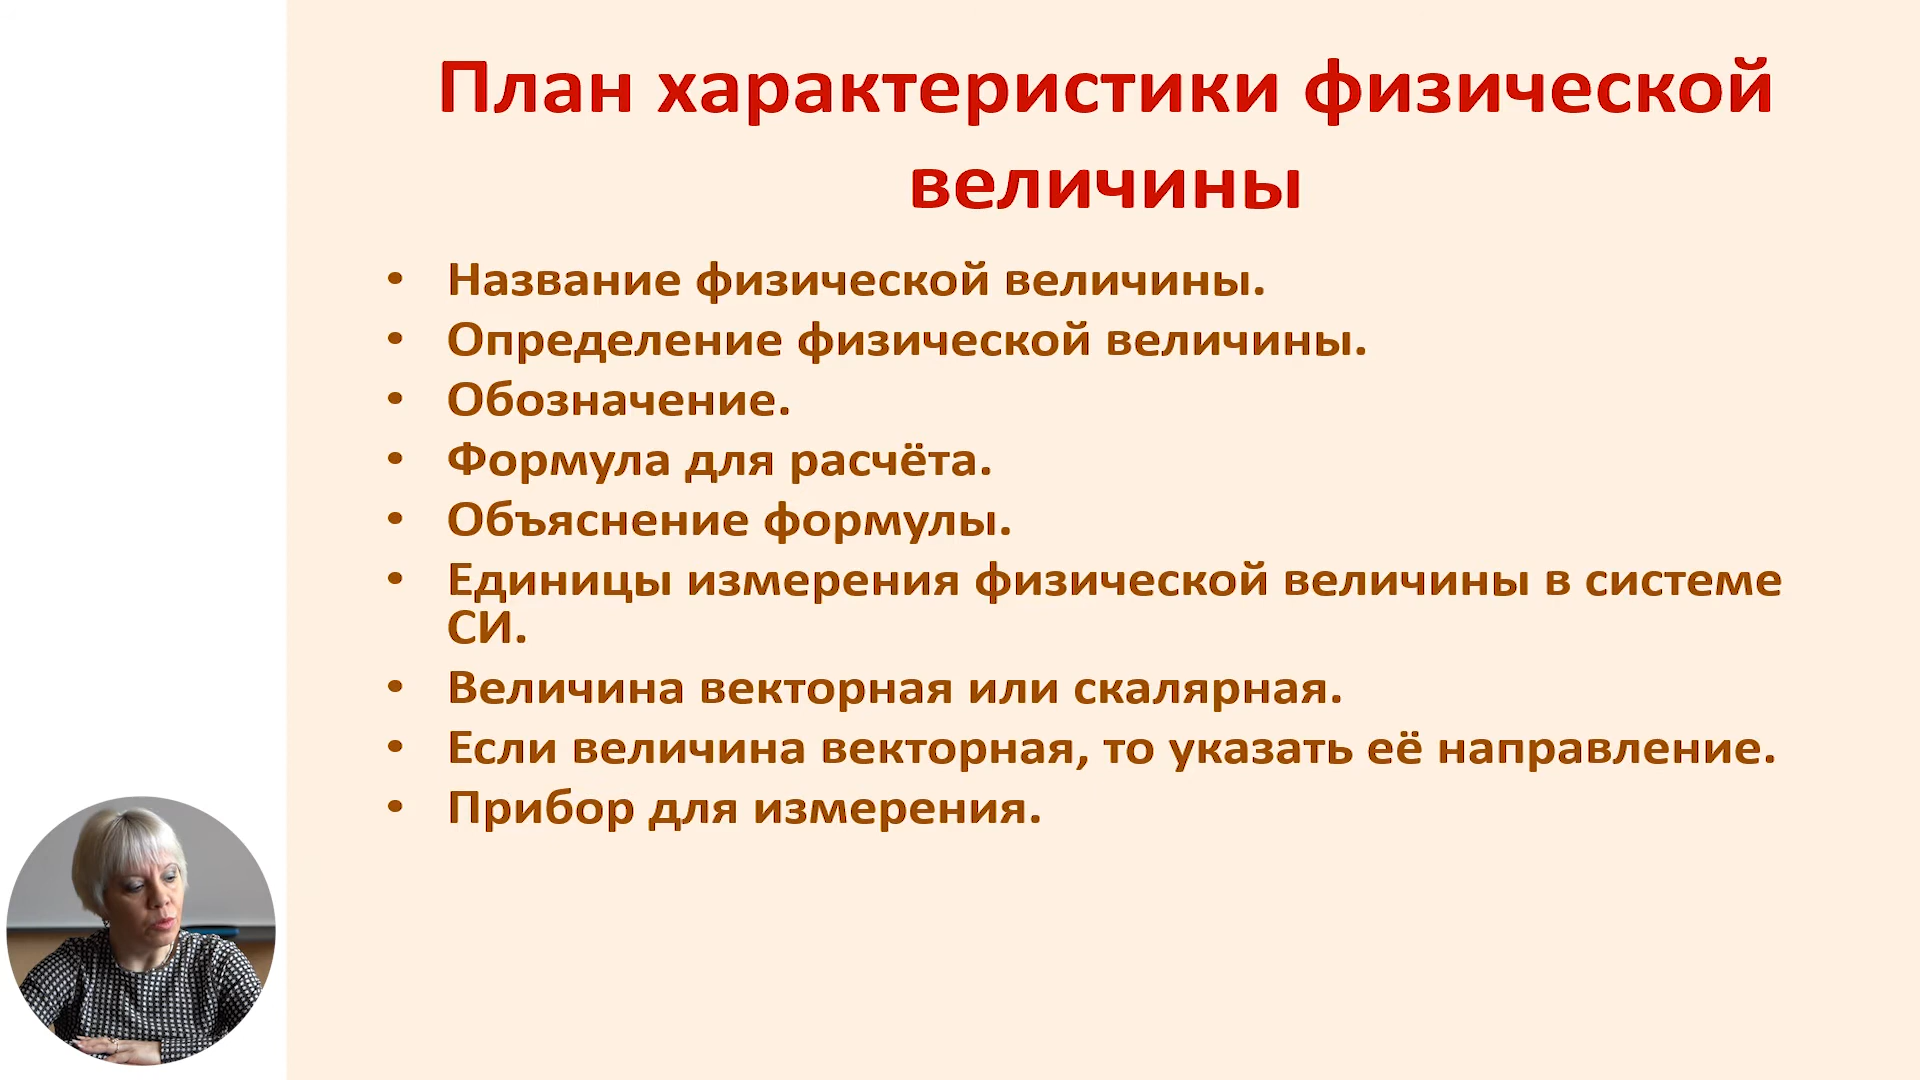 План характеристики физической
величины
• Название физической величины.
• Определение физической величины.
• Обозначение.
• Формула для расчёта.
• Объяснение формулы.
• Единицы измерения физической величины в системе
СИ.
• Величина векторная или скалярная.
• Если величина векторная, то указать её направление.
• Прибор для измерения.